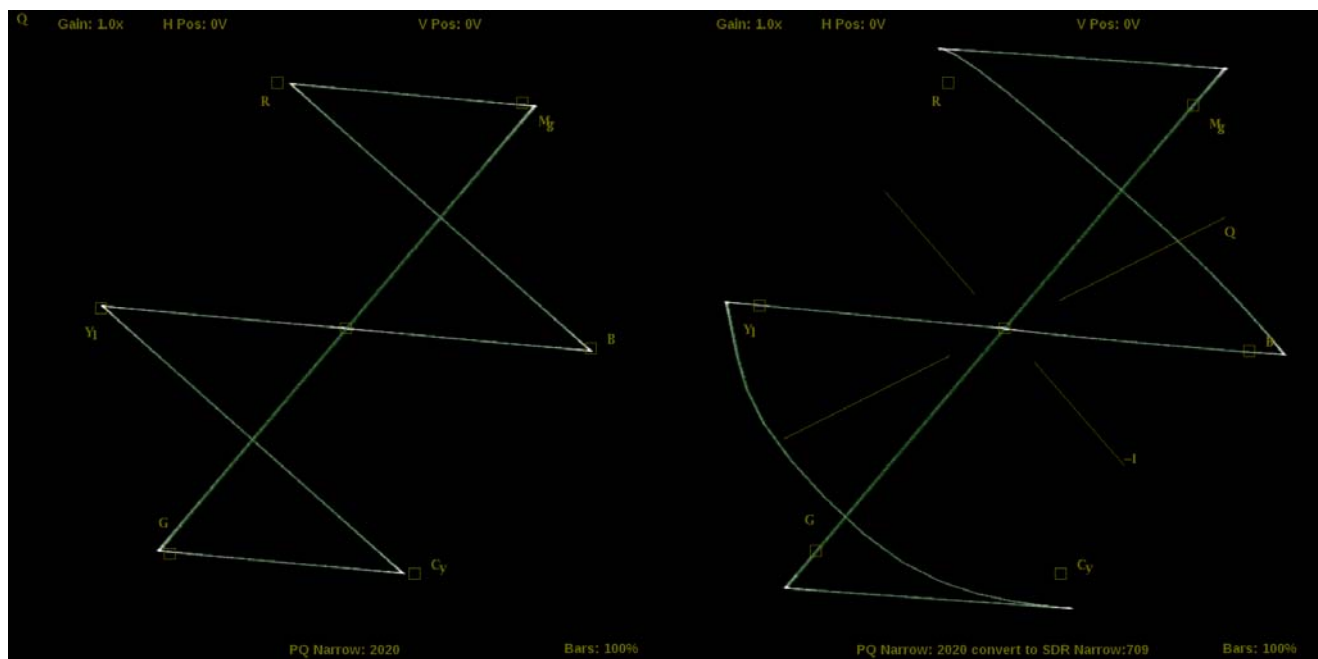 Q
Gain: 1.0x H Pos: 0V V Pos: 0V
R
Mg
Yl
B
G
Cy
PQ Narrow: 2020 Bars: 100%
Gain: 1.0x H Pos: 0V V Pos: 0V
R
Mg
Q
Yl
B
-I
G
Cy
PQ Narrow: 2020 convert to SDR Narrow:709 Bars: 100%